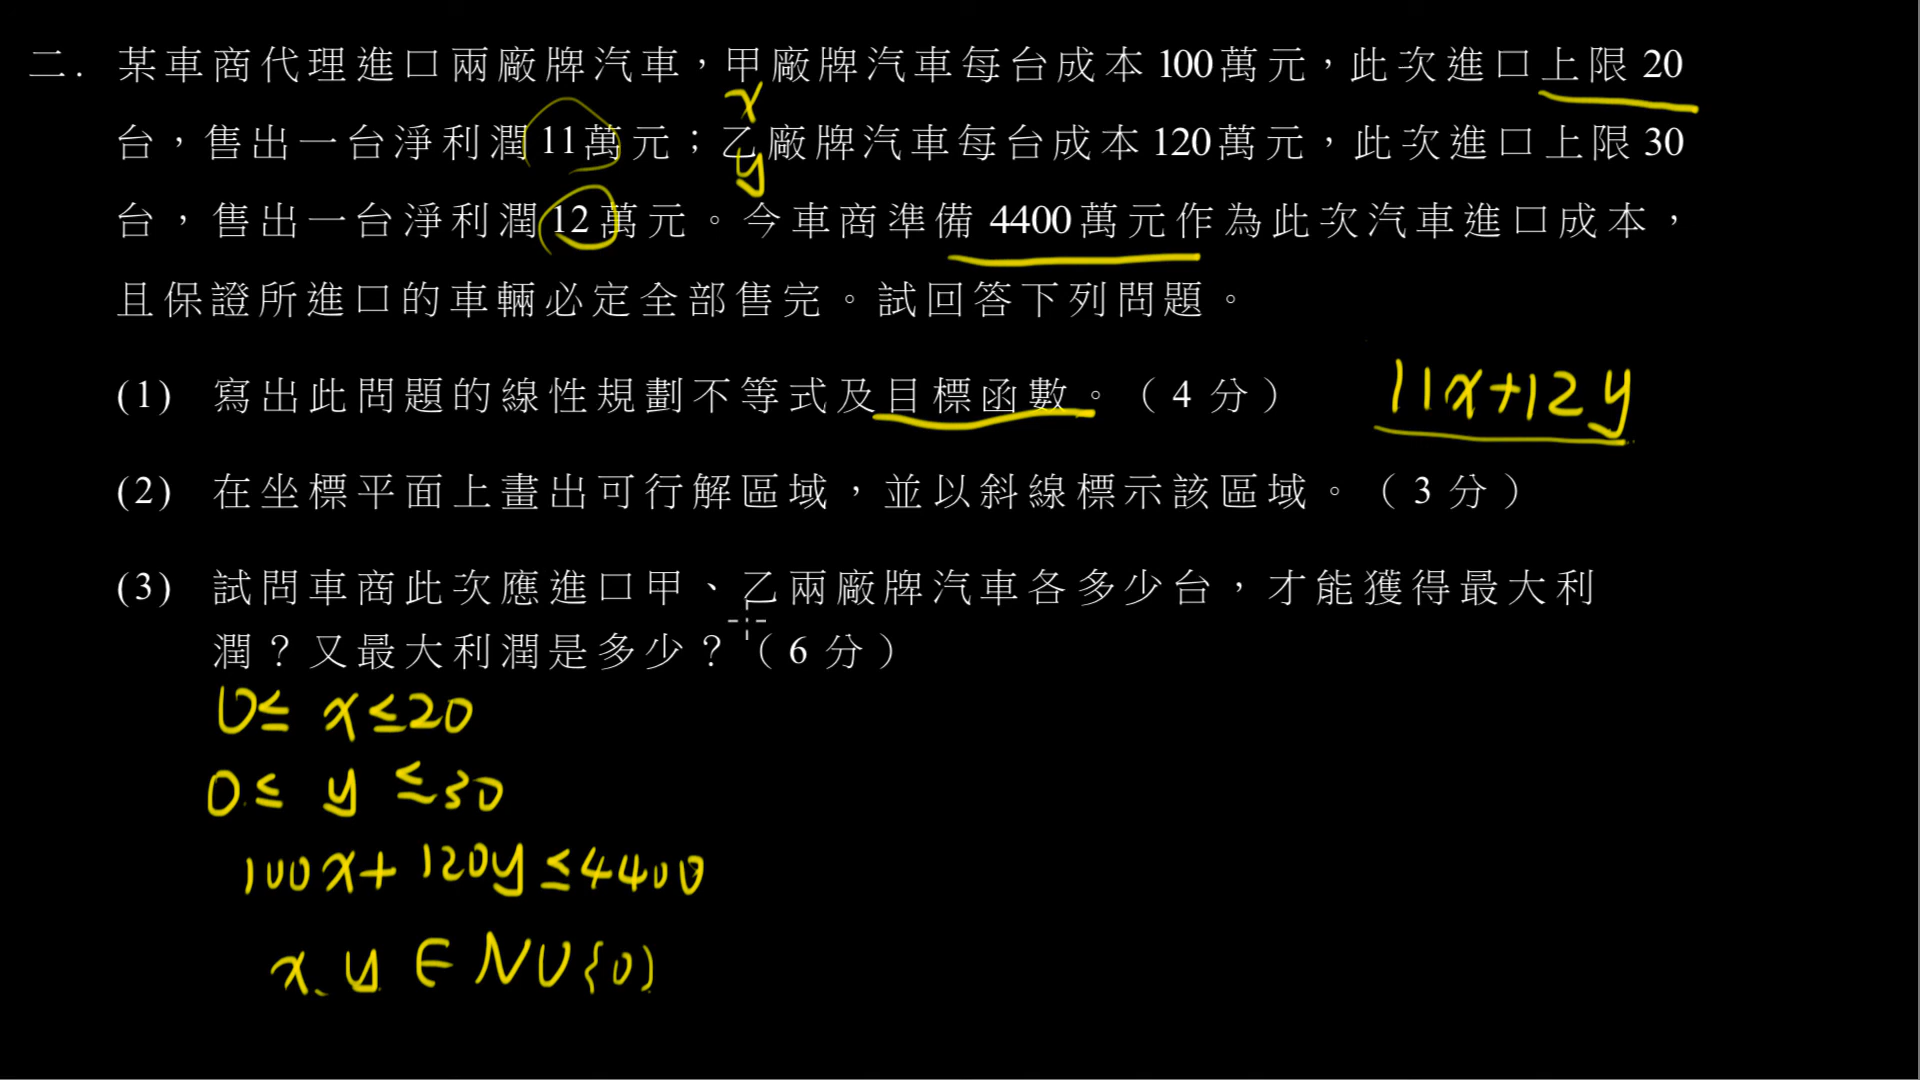 二. 某車商代理進口兩廠牌汽車，甲廠牌汽車每台成本100萬元，此次進口上限20
x
台，售出一台淨利潤11萬元；乙廠牌汽車每台成本120萬元，此次進口上限30
y
台，售出一台淨利潤12萬元。今車商準備4400萬元作為此次汽車進口成本，
且保證所進口的車輛必定全部售完。試回答下列問題。
(1) 寫出此問題的線性規劃不等式及目標函數。（4分）
11x+12y
(2) 在坐標平面上畫出可行解區域，並以斜線標示該區域。（3分）
(3) 試問車商此次應進口甲、乙兩廠牌汽車各多少台，才能獲得最大利
潤？又最大利潤是多少？（6分）
0≤ x ≤20
0≤ y ≤30
100x+120y≤4400
x、y ∈ N∪{0}